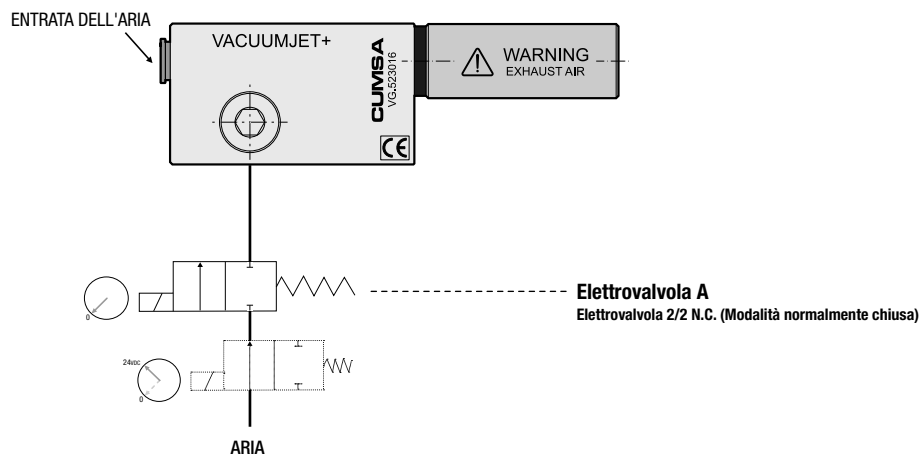 ENTRATA DELL'ARIA
VACUUMJET+
CUMSA
VG.523016
CE
WARNING
EXHAUST AIR
0
Elettrovalvola A
Elettrovalvola 2/2 N.C. (Modalità normalmente chiusa)
24VDC
0
ARIA